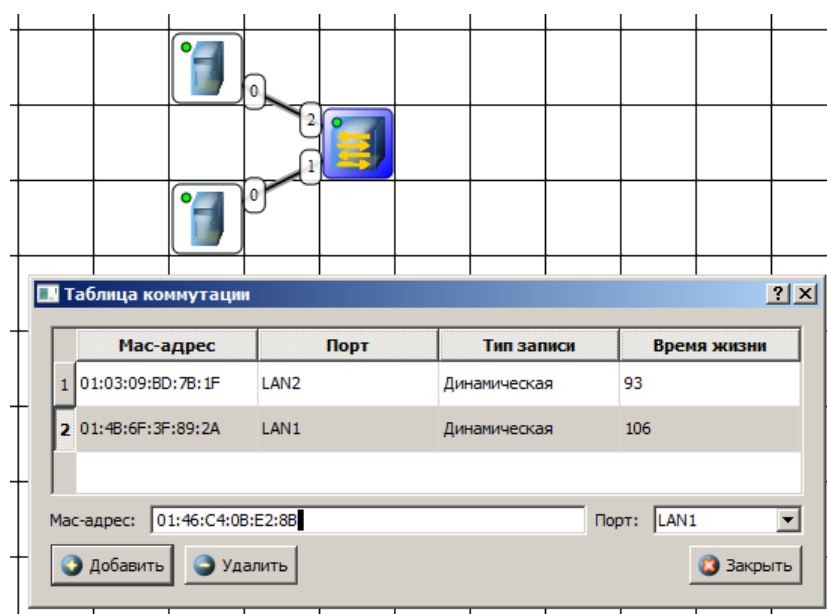 0
2
1
0
Таблица коммутации
Mac-адрес Порт Тип записи Время жизни
1 01:03:09:BD:7B:1F LAN2 Динамическая 93
2 01:4B:6F:3F:89:2A LAN1 Динамическая 106
Mac-адрес: 01:46:C4:0B:E2:8B Порт: LAN1
Добавить Удалить Закрыть